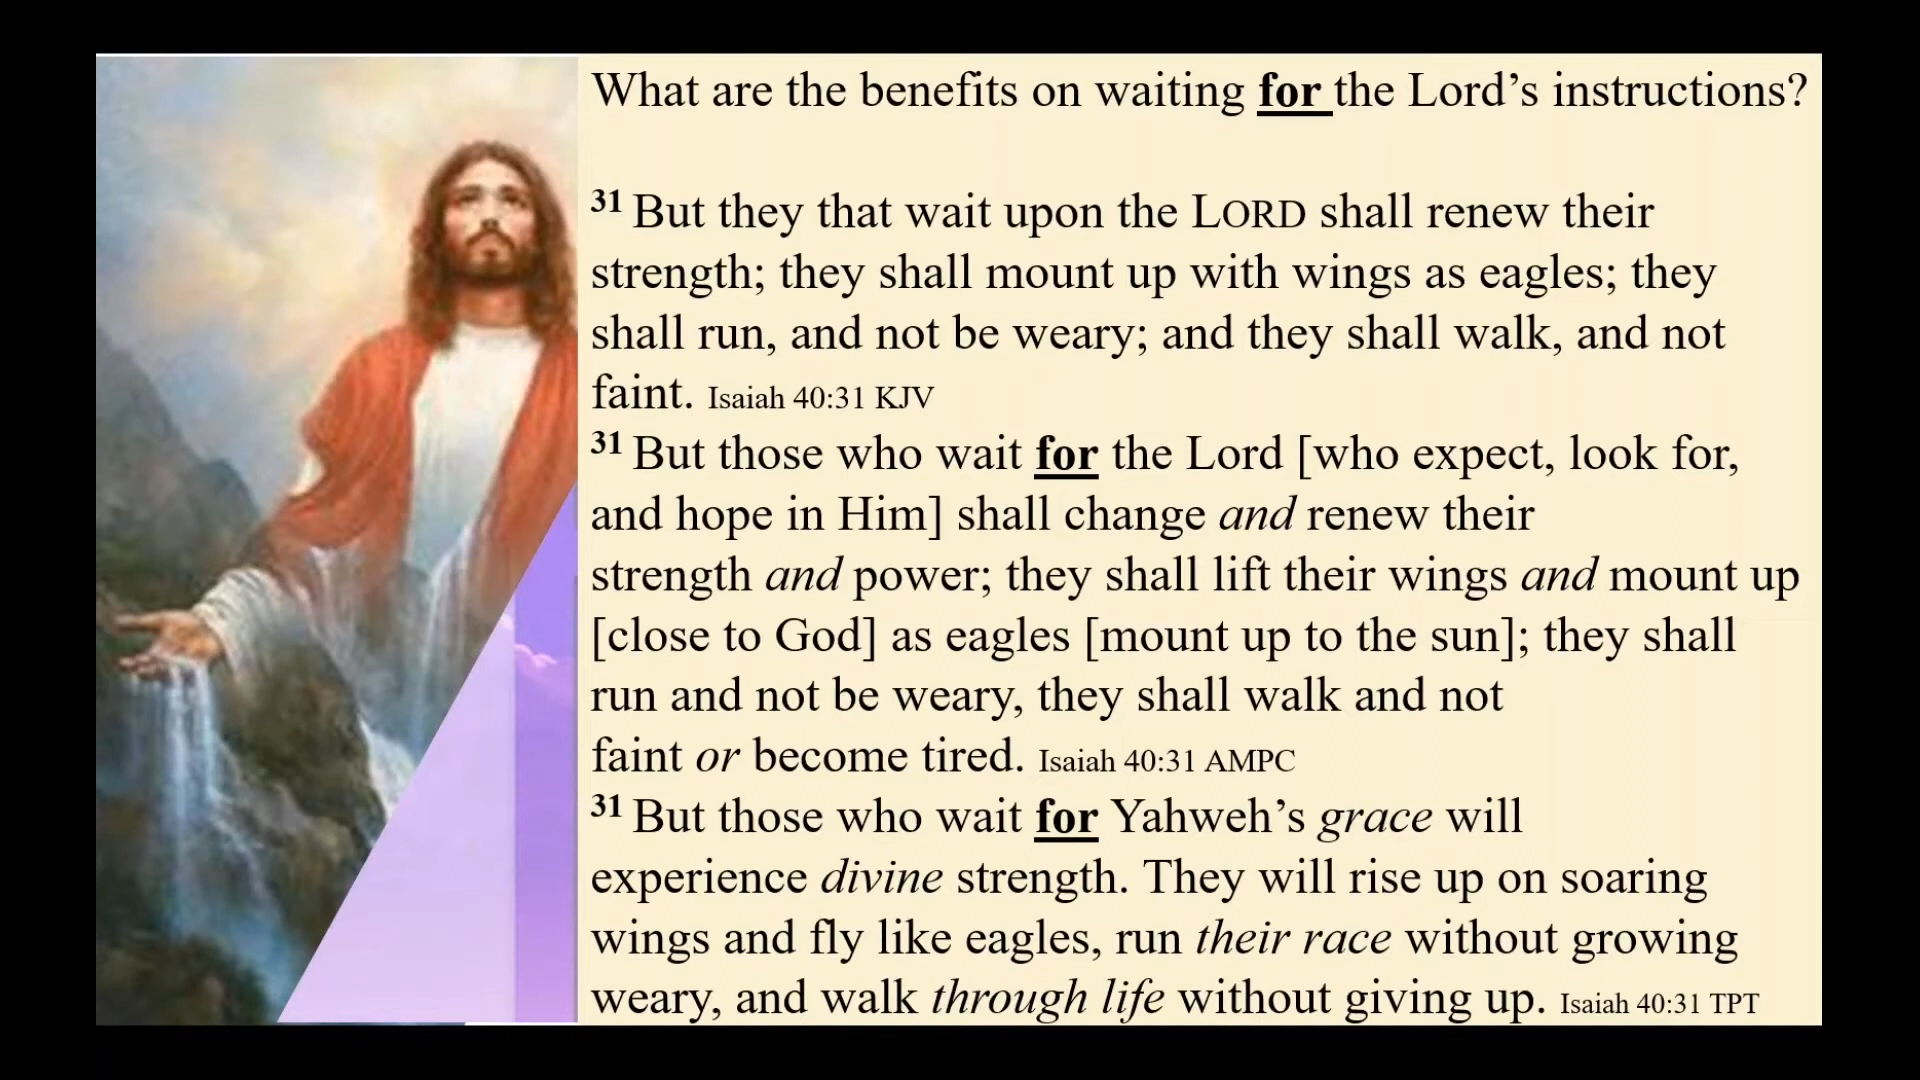 What are the benefits on waiting for the Lord’s instructions?
31 But they that wait upon the LORD shall renew their
strength; they shall mount up with wings as eagles; they
shall run, and not be weary; and they shall walk, and not
faint. Isaiah 40:31 KJV
31 But those who wait for the Lord [who expect, look for,
and hope in Him] shall change and renew their
strength and power; they shall lift their wings and mount up
[close to God] as eagles [mount up to the sun]; they shall
run and not be weary, they shall walk and not
faint or become tired. Isaiah 40:31 AMPC
31 But those who wait for Yahweh’s grace will
experience divine strength. They will rise up on soaring
wings and fly like eagles, run their race without growing
weary, and walk through life without giving up. Isaiah 40:31 TPT